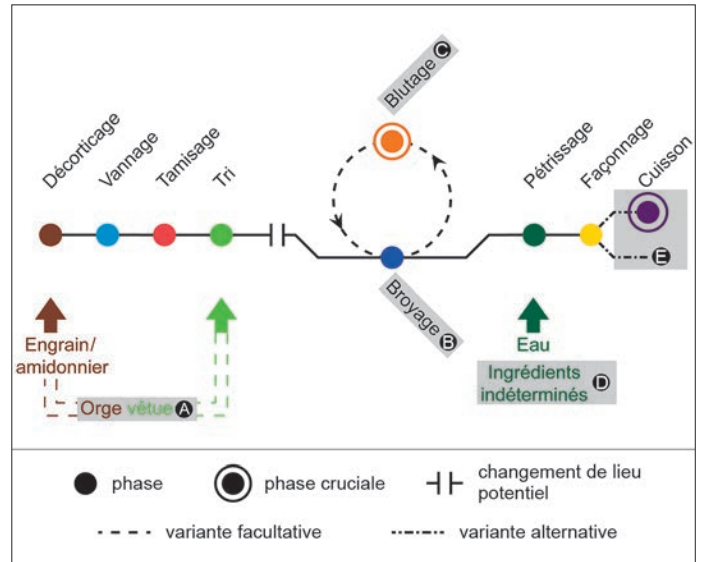 Décorticage
Vannage
Tamisage
Tri
Blutage C
Pétrissage
Façonnage
Cuisson
E
Broyage B
Engrain/
amidonnier
Orge vêtue A
Eau
Ingrédients
indéterminés D
phase
phase cruciale
changement de lieu
potentiel
variante facultative
variante alternative